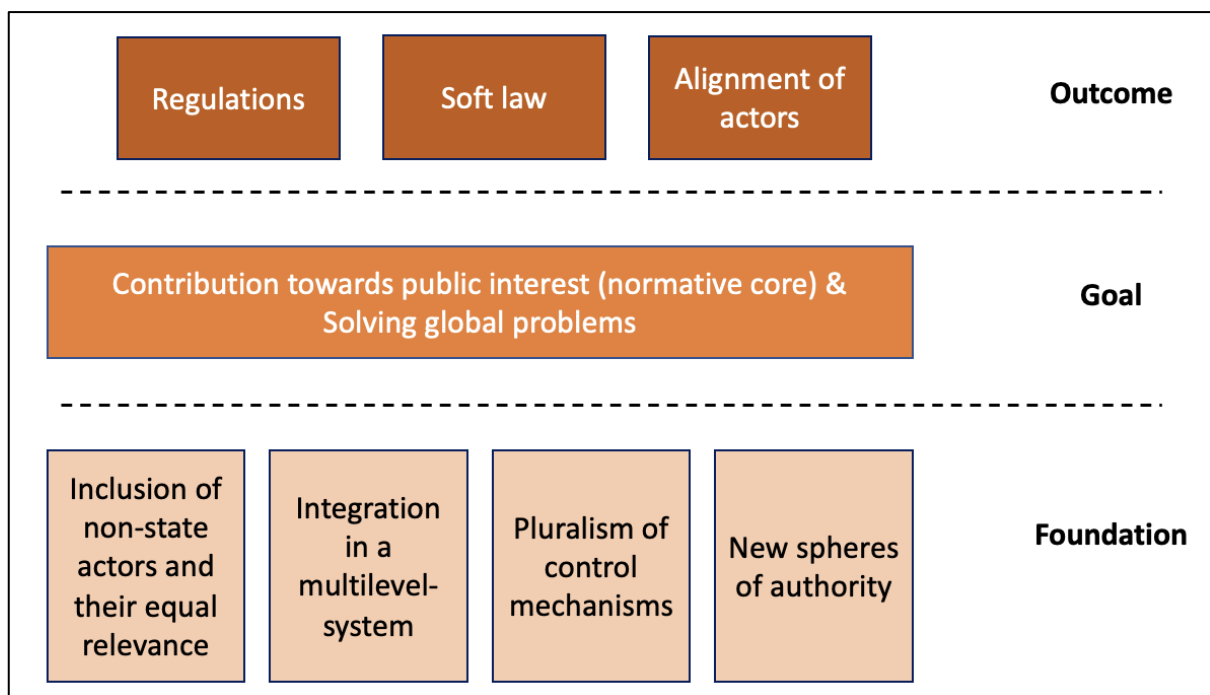 Regulations
Soft law
Alignment of
actors
Outcome
Contribution towards public interest (normative core) &
Solving global problems
Goal
Inclusion of
non-state
actors and
their equal
relevance
Integration
in a
multilevel-
system
Pluralism of
control
mechanisms
New spheres
of authority
Foundation